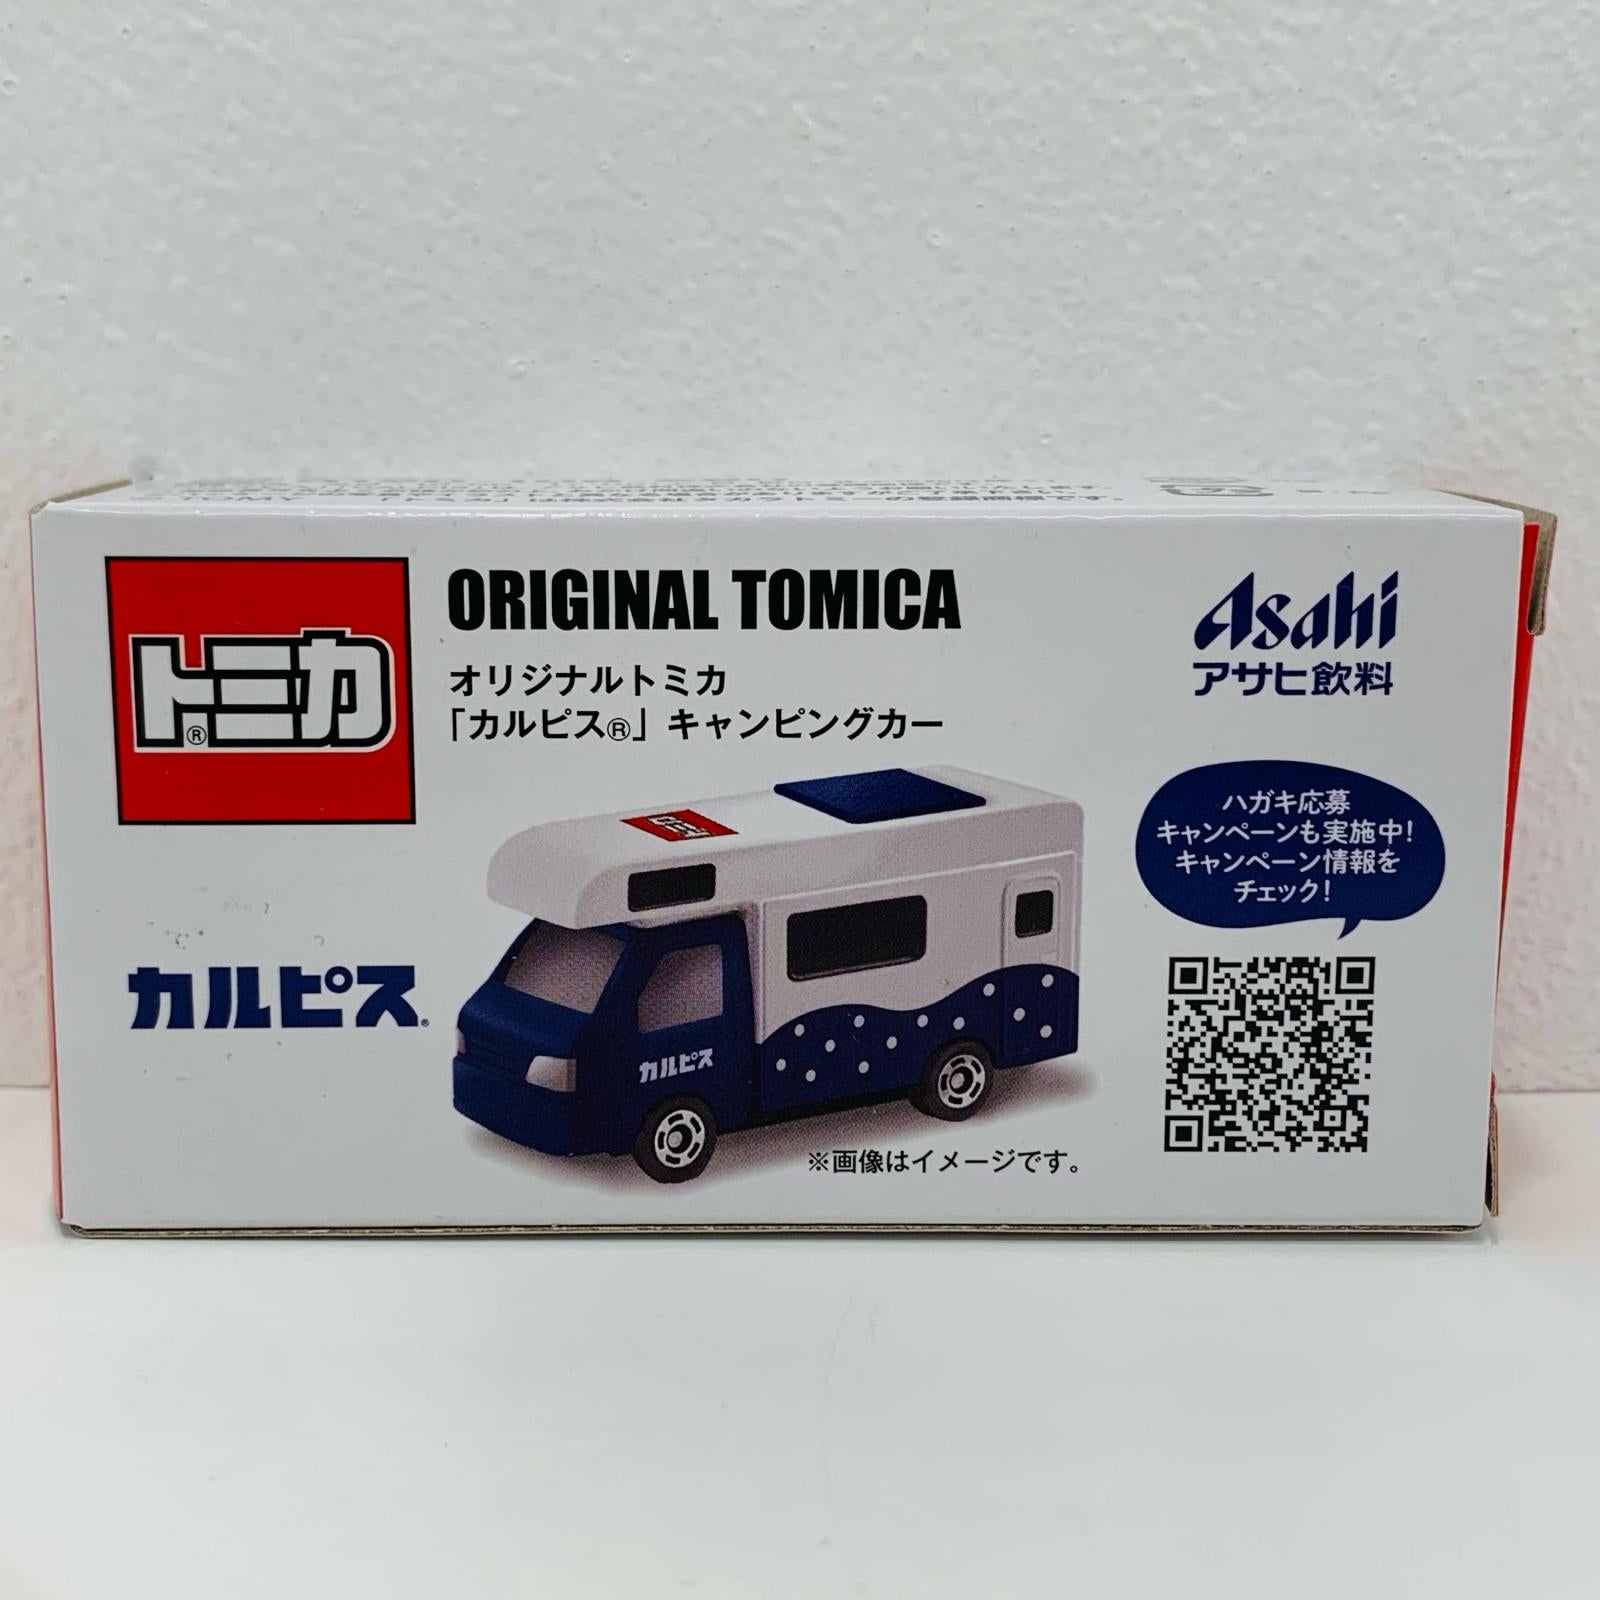 トミカ®
ORIGINAL TOMICA
オリジナルトミカ
「カルピス®」キャンピングカー
Asahi
アサヒ飲料
ハガキ応募
キャンペーンも実施中!
キャンペーン情報を
チェック!
トミカ
カルピス®
カルピス
※画像はイメージです。